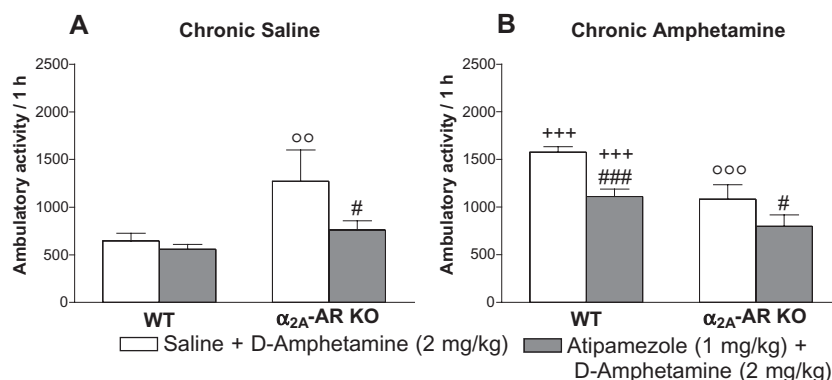 A
Chronic Saline
Ambulatory activity / 1 h
2500
2000
1500
1000
500
0
○○
#
WT
α2A-AR KO
B
Chronic Amphetamine
Ambulatory activity / 1 h
2500
2000
1500
1000
500
0
+++
+++
###
○○○
#
WT
α2A-AR KO
Saline + D-Amphetamine (2 mg/kg)
Atipamezole (1 mg/kg) +
D-Amphetamine (2 mg/kg)